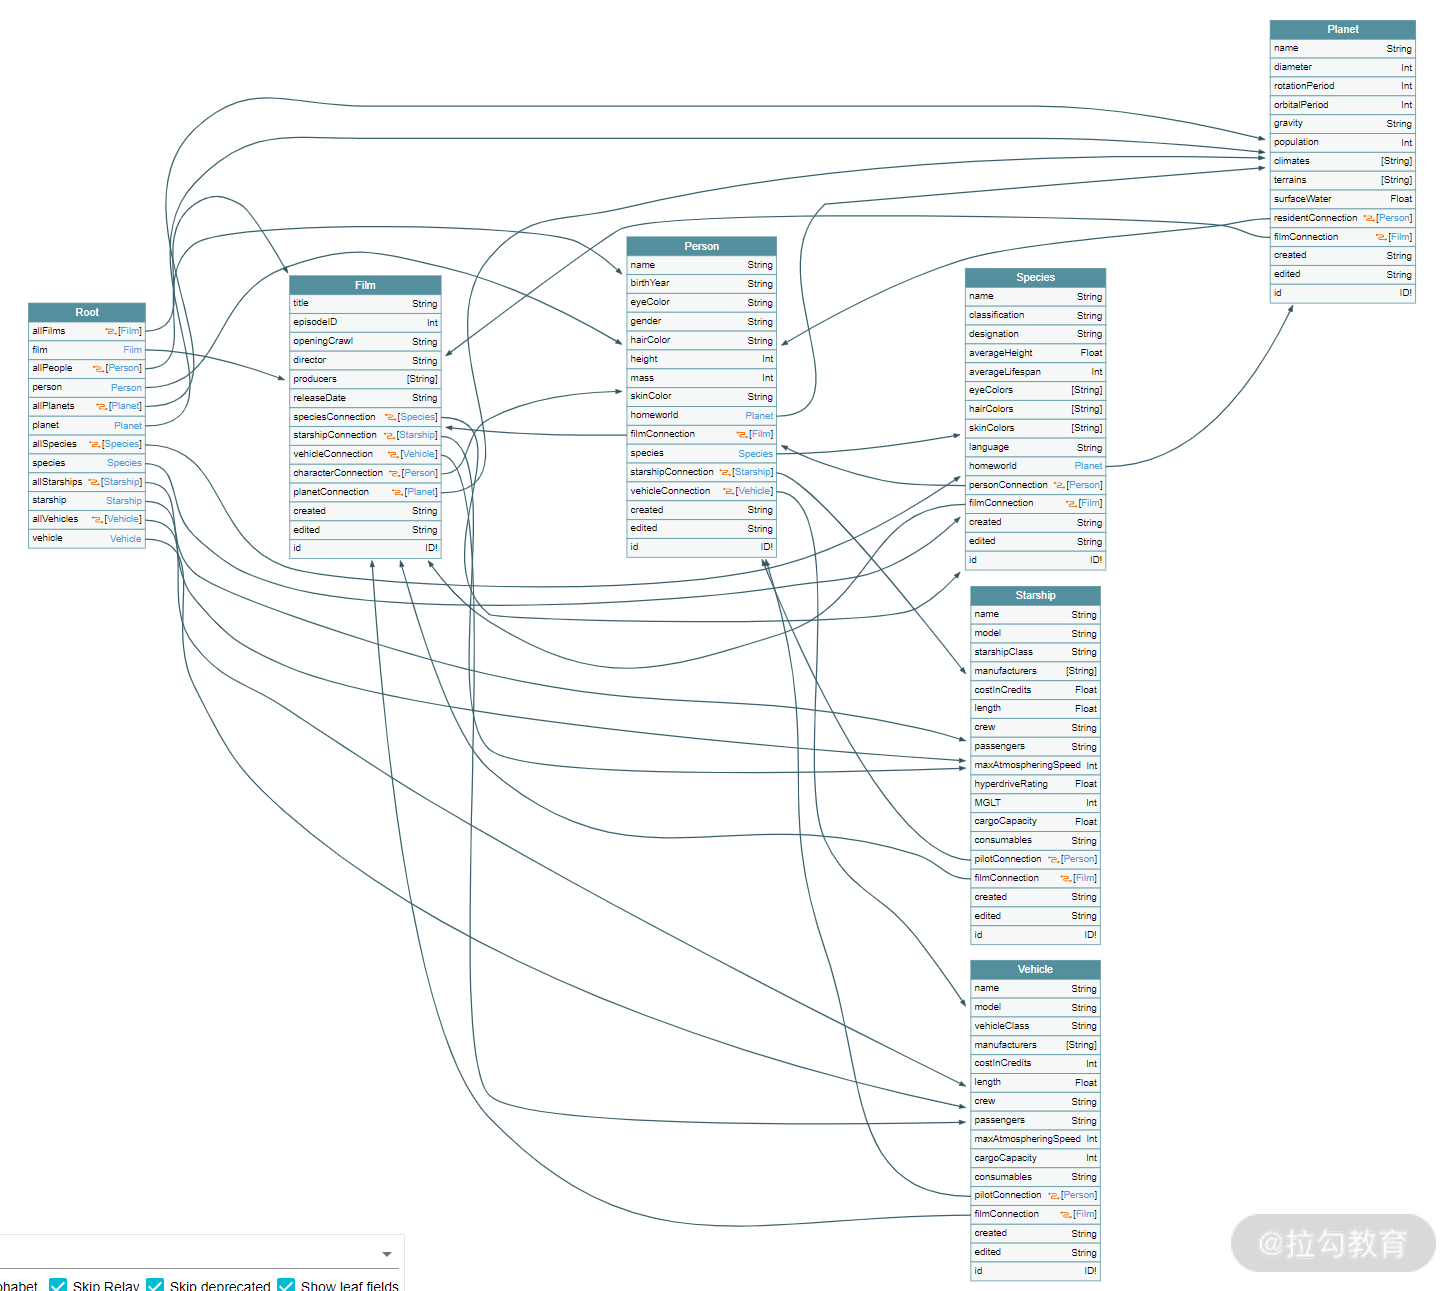 Root
allFilms [Film]
film Film
allPeople [Person]
person Person
allPlanets [Planet]
planet Planet
allSpecies [Species]
species Species
allStarships [Starship]
starship Starship
allVehicles [Vehicle]
vehicle Vehicle
Film
title String
episodeID Int
openingCrawl String
director String
producers [String]
releaseDate String
speciesConnection [Species]
starshipConnection [Starship]
vehicleConnection [Vehicle]
characterConnection [Person]
planetConnection [Planet]
created String
edited String
id ID!
Person
name String
birthYear String
eyeColor String
gender String
hairColor String
height Int
mass Int
skinColor String
homeworld Planet
filmConnection [Film]
species Species
starshipConnection [Starship]
vehicleConnection [Vehicle]
created String
edited String
id ID!
Species
name String
classification String
designation String
averageHeight Float
averageLifespan Int
eyeColors [String]
hairColors [String]
skinColors [String]
language String
homeworld Planet
personConnection [Person]
filmConnection [Film]
created String
edited String
id ID!
Planet
name String
diameter Int
rotationPeriod Int
orbitalPeriod Int
gravity String
population Int
climates [String]
terrains [String]
surfaceWater Float
residentConnection [Person]
filmConnection [Film]
created String
edited String
id ID!
Starship
name String
model String
starshipClass String
manufacturers [String]
costInCredits Float
length Float
crew String
passengers String
maxAtmospheringSpeed Int
hyperdriveRating Float
MGLT Int
cargoCapacity Float
consumables String
pilotConnection [Person]
filmConnection [Film]
created String
edited String
id ID!
Vehicle
name String
model String
vehicleClass String
manufacturers [String]
costInCredits Int
length Float
crew String
passengers String
maxAtmospheringSpeed Int
cargoCapacity Int
consumables String
pilotConnection [Person]
filmConnection [Film]
created String
edited String
id ID!
phabet Skip Relay Skip deprecated Show leaf fields
@拉勾教育